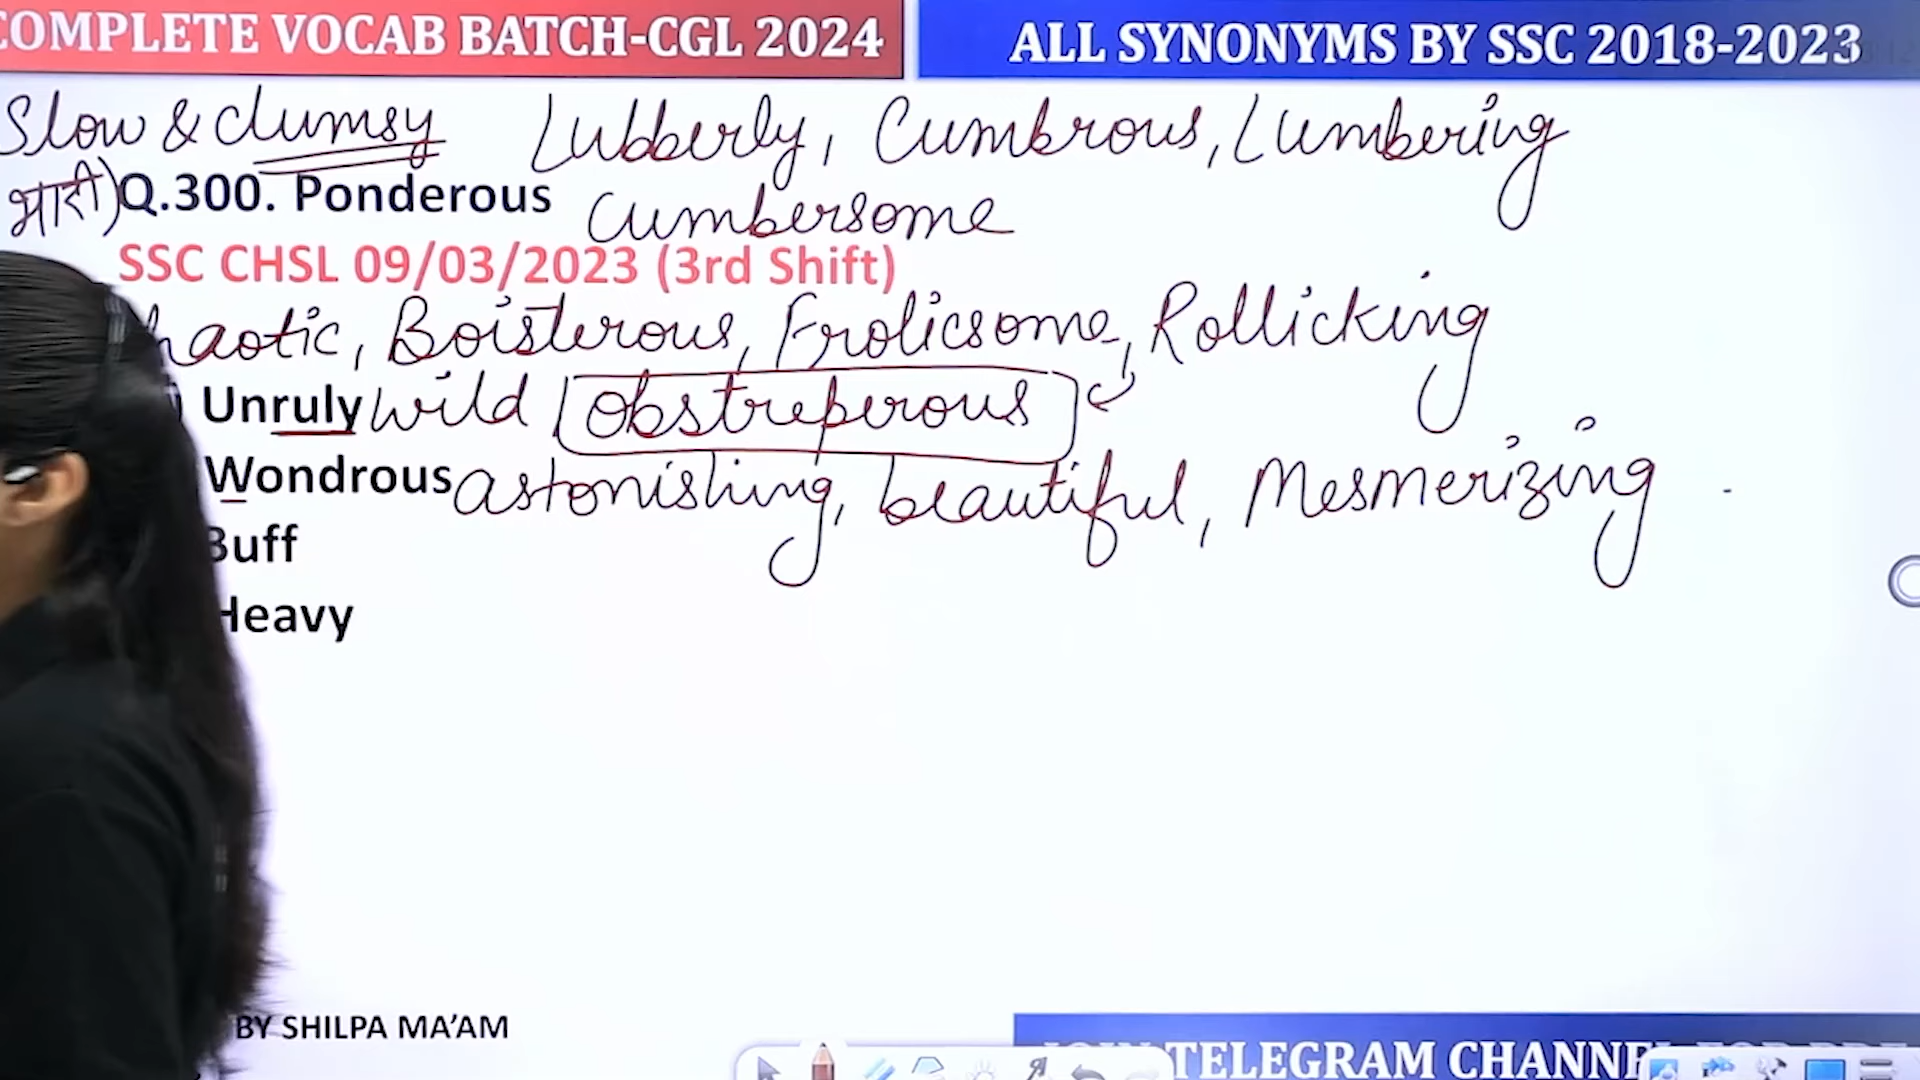 COMPLETE VOCAB BATCH-CGL 2024
ALL SYNONYMS BY SSC 2018-2023
Slow & clumsy Lubberly, Cumbrous, Lumbering
भारी) Q.300. Ponderous cumbersome
SSC CHSL 09/03/2023 (3rd Shift)
haotic, Boisterous, Frolicsome, Rollicking
Unruly wild obstreperous
Wondrous astonishing, beautiful, Mesmerizing
Buff
Heavy
BY SHILPA MA'AM
TELEGRAM CHANNEL